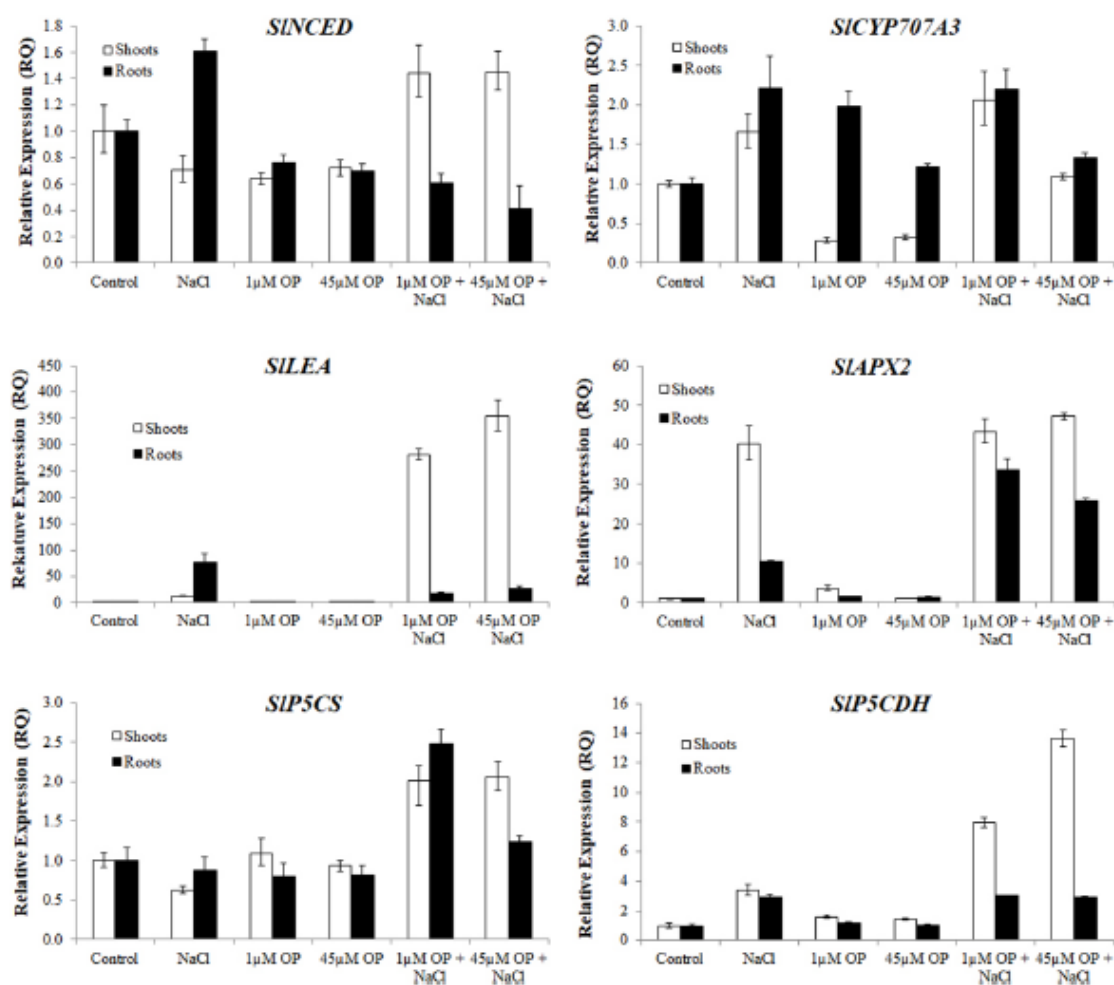 SlNCED
Relative Expression (RQ)
1.8
1.6
1.4
1.2
1.0
0.8
0.6
0.4
0.2
0.0
Shoots
Roots
Control NaCl 1µM OP 45µM OP 1µM OP + 45µM OP +
NaCl NaCl
SlCYP707A3
Relative Expression (RQ)
3.0
2.5
2.0
1.5
1.0
0.5
0.0
Shoots
Roots
Control NaCl 1µM OP 45µM OP 1µM OP + 45µM OP +
NaCl NaCl
SlLEA
Rekatuve Expression (RQ)
450
400
350
300
250
200
150
100
50
0
Shoots
Roots
Control NaCl 1µM OP 45µM OP 1µM OP 45µM OP
NaCl NaCl
SlAPX2
Relative Expression (RQ)
60
50
40
30
20
10
0
Shoots
Roots
Control NaCl 1µM OP 45µM OP 1µM OP + 45µM OP +
NaCl NaCl
SlP5CS
Relative Expression (RQ)
3.0
2.5
2.0
1.5
1.0
0.5
0.0
Shoots
Roots
Control NaCl 1µM OP 45µM OP 1µM OP + 45µM OP +
NaCl NaCl
SlP5CDH
Relative Expression (RQ)
16
14
12
10
8
6
4
2
0
Shoots
Roots
Control NaCl 1µM OP 45µM OP 1µM OP + 45µM OP +
NaCl NaCl